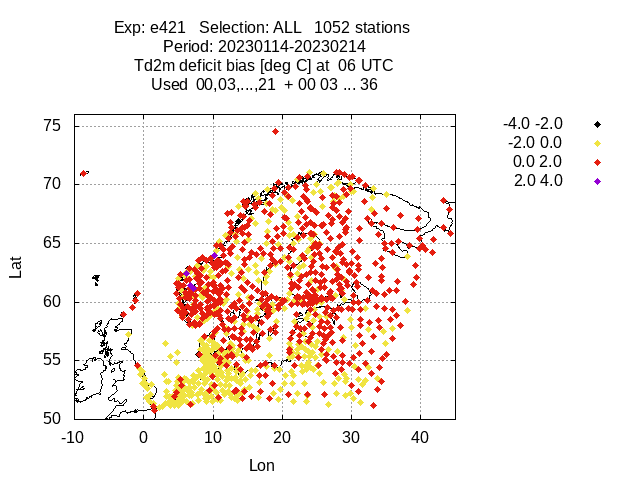 Exp: e421   Selection: ALL   1052 stations
Period: 20230114-20230214
Td2m deficit bias [deg C] at  06 UTC
Used  00,03,...,21  + 00 03 ... 36
-4.0 -2.0
-2.0 0.0
0.0 2.0
2.0 4.0
75
70
65
60
55
50
Lat
-10
0
10
20
30
40
Lon